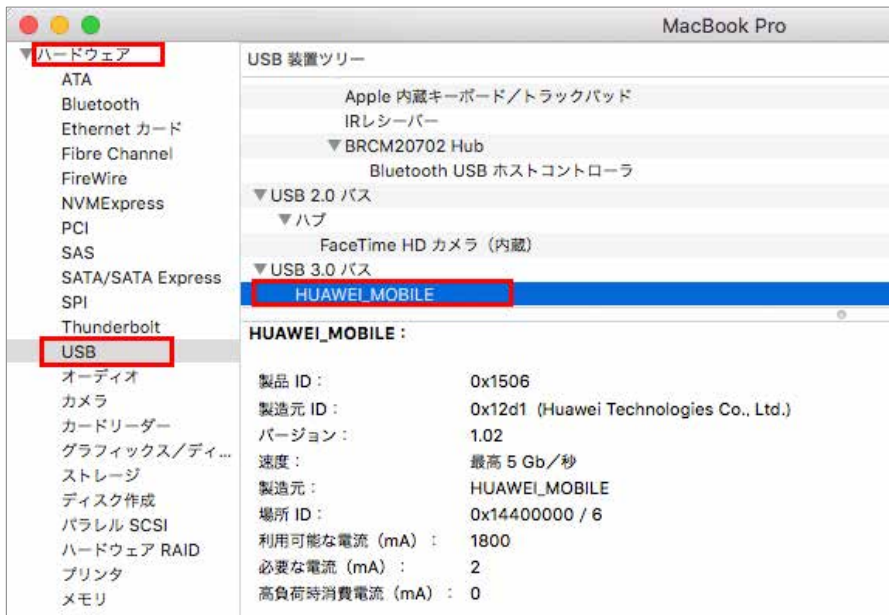 MacBook Pro
ハードウェア
ATA
Bluetooth
Ethernet カード
Fibre Channel
FireWire
NVMExpress
PCI
SAS
SATA/SATA Express
SPI
Thunderbolt
USB
オーディオ
カメラ
カードリーダー
グラフィックス／ディ...
ストレージ
ディスク作成
パラレル SCSI
ハードウェア RAID
プリンタ
メモリ
USB 装置ツリー
Apple 内蔵キーボード／トラックパッド
IRレシーバー
BRCM20702 Hub
Bluetooth USB ホストコントローラ
USB 2.0 バス
ハブ
FaceTime HD カメラ（内蔵）
USB 3.0 バス
HUAWEI_MOBILE
HUAWEI_MOBILE：
製品 ID： 0x1506
製造元 ID： 0x12d1 (Huawei Technologies Co., Ltd.)
バージョン： 1.02
速度： 最高 5 Gb／秒
製造元： HUAWEI_MOBILE
場所 ID： 0x14400000 / 6
利用可能な電流（mA）： 1800
必要な電流（mA）： 2
高負荷時消費電流（mA）： 0